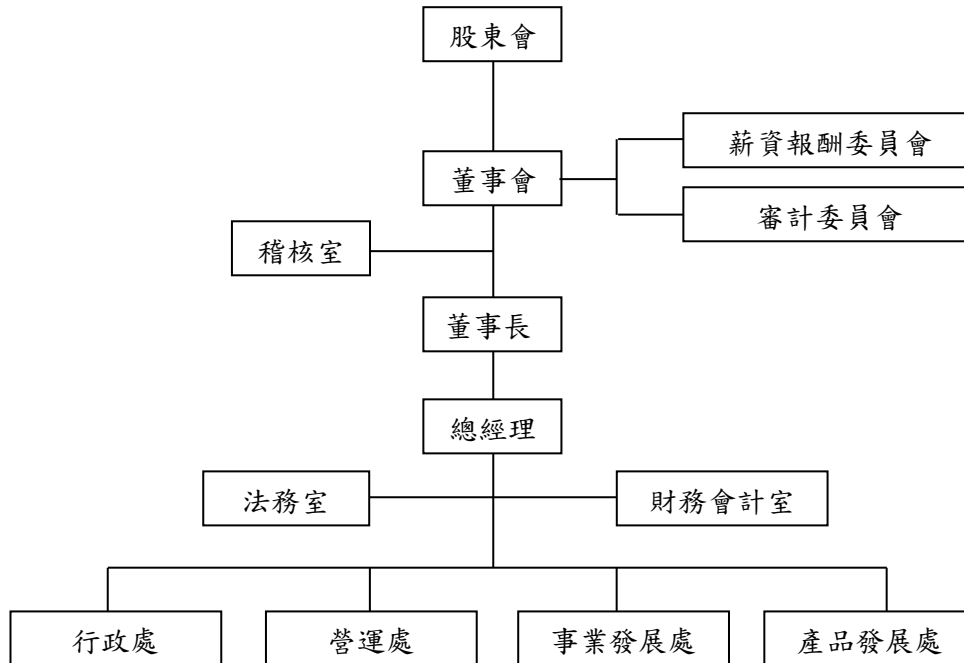 股東會
董事會
薪資報酬委員會
審計委員會
稽核室
董事長
總經理
法務室
財務會計室
行政處
營運處
事業發展處
產品發展處